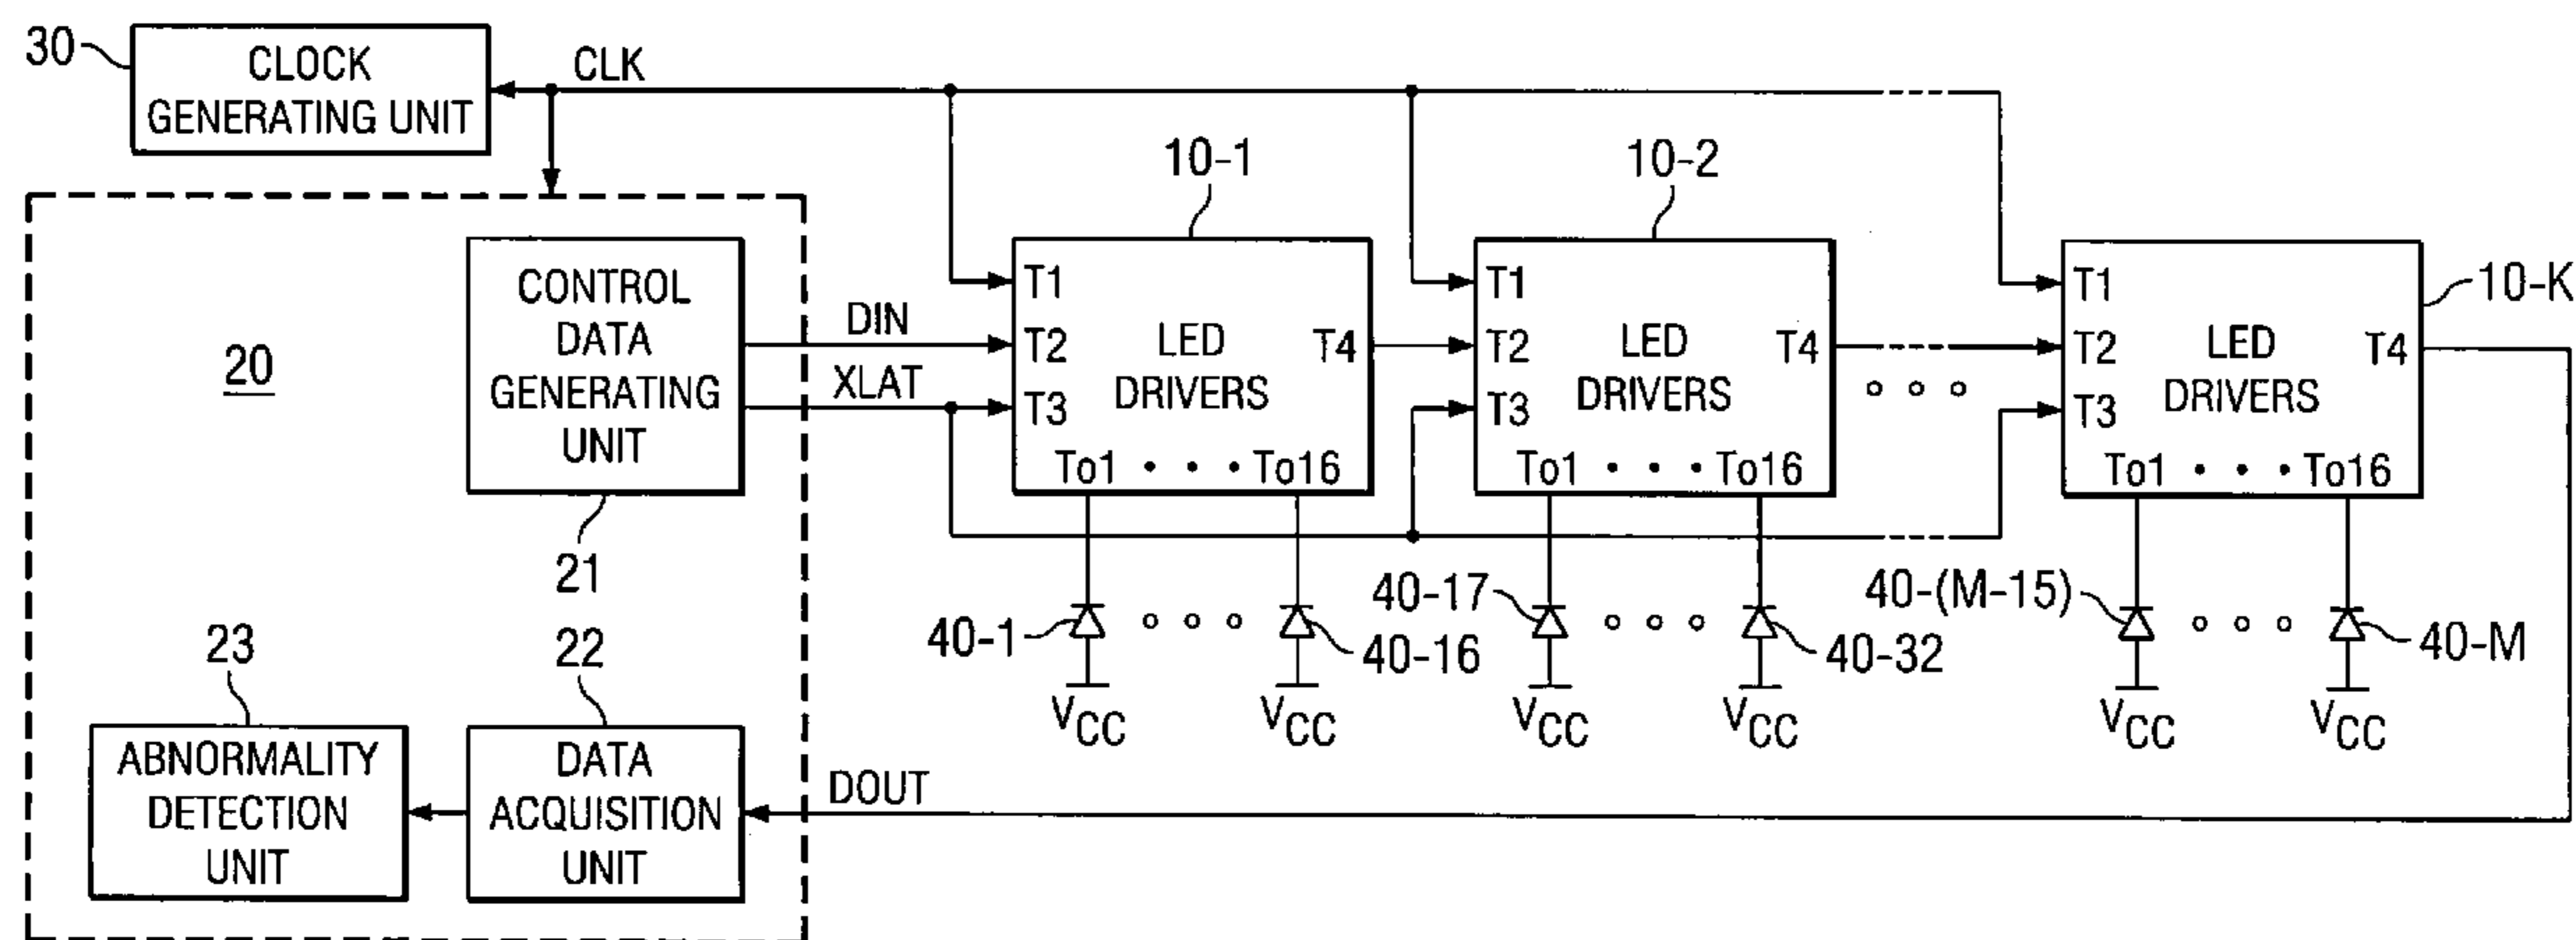 30
CLOCK
GENERATING UNIT
CLK
10-1
10-2
10-K
20
CONTROL
DATA
GENERATING
UNIT
21
DIN
XLAT
T1
T2
T3
LED
DRIVERS
T4
To1 • • • To16
T1
T2
T3
LED
DRIVERS
T4
To1 • • • To16
T1
T2
T3
LED
DRIVERS
T4
To1 • • • To16
40-1
40-16
40-17
40-32
40-(M-15)
40-M
VCC
VCC
VCC
VCC
VCC
VCC
23
22
ABNORMALITY
DETECTION
UNIT
DATA
ACQUISITION
UNIT
DOUT